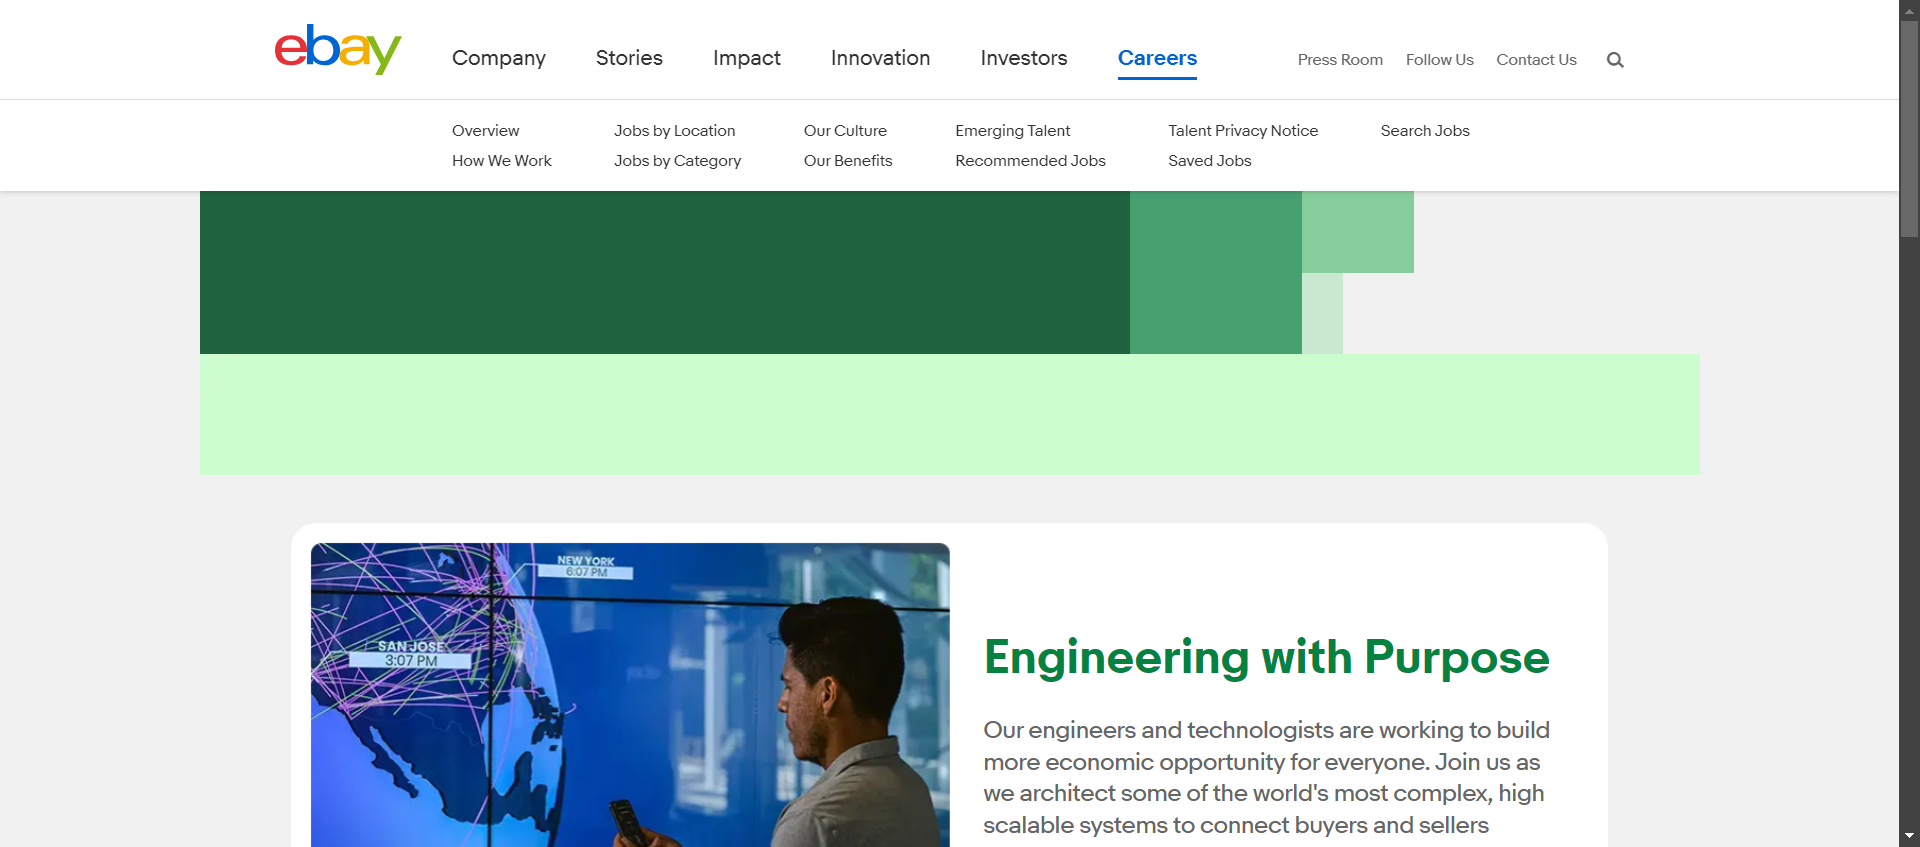 ebay
Company Stories Impact Innovation Investors Careers Press Room Follow Us Contact Us
Overview Jobs by Location Our Culture Emerging Talent Talent Privacy Notice Search Jobs
How We Work Jobs by Category Our Benefits Recommended Jobs Saved Jobs
NEW YORK
6:07 PM
SAN JOSE
3:07 PM
Engineering with Purpose
Our engineers and technologists are working to build
more economic opportunity for everyone. Join us as
we architect some of the world's most complex, high
scalable systems to connect buyers and sellers